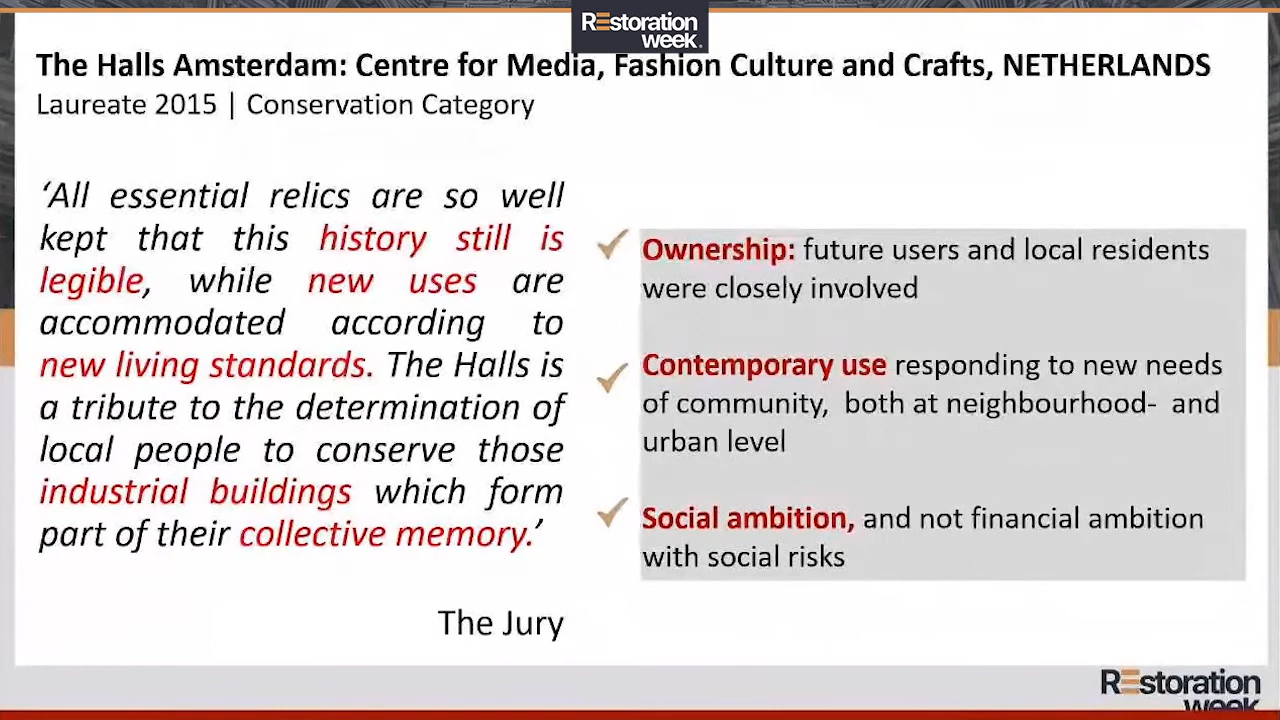 REstoration
week.
The Halls Amsterdam: Centre for Media, Fashion Culture and Crafts, NETHERLANDS
Laureate 2015 | Conservation Category
‘All essential relics are so well
kept that this history still is
legible, while new uses are
accommodated according to
new living standards. The Halls is
a tribute to the determination of
local people to conserve those
industrial buildings which form
part of their collective memory.’
The Jury
Ownership: future users and local residents
were closely involved
Contemporary use responding to new needs
of community, both at neighbourhood- and
urban level
Social ambition, and not financial ambition
with social risks
REstoration
week